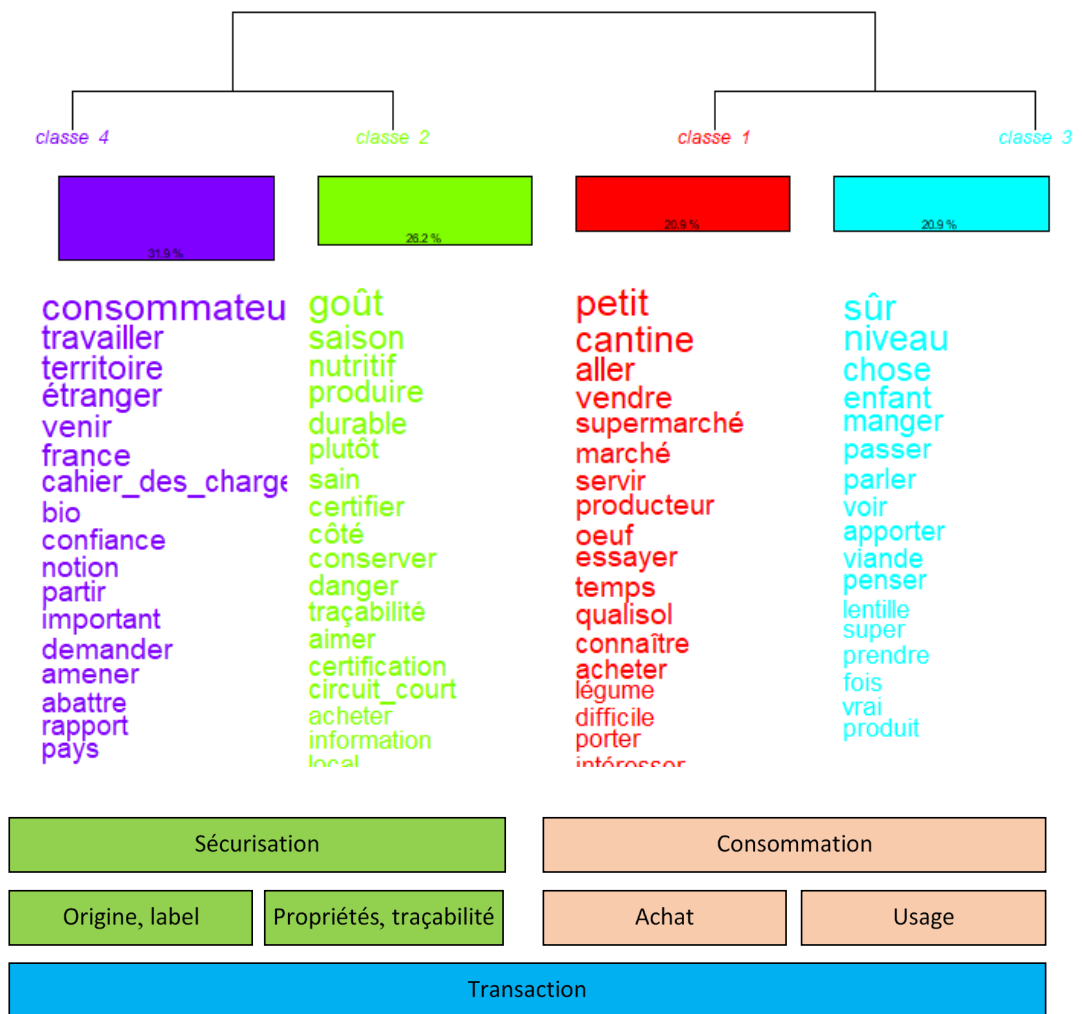 classe 4
classe 2
classe 1
classe 3
31.9 %
26.2 %
20.9 %
20.9 %
consommateu
travailler
territoire
étranger
venir
france
cahier_des_charge
bio
confiance
notion
partir
important
demander
amener
abattre
rapport
pays
goût
saison
nutritif
produire
durable
plutôt
sain
certifier
côté
conserver
danger
traçabilité
aimer
certification
circuit_court
acheter
information
local
petit
cantine
aller
vendre
supermarché
marché
servir
producteur
oeuf
essayer
temps
qualisol
connaître
acheter
légume
difficile
porter
intéresser
sûr
niveau
chose
enfant
manger
passer
parler
voir
apporter
viande
penser
lentille
super
prendre
fois
vrai
produit
Sécurisation
Consommation
Origine, label
Propriétés, traçabilité
Achat
Usage
Transaction